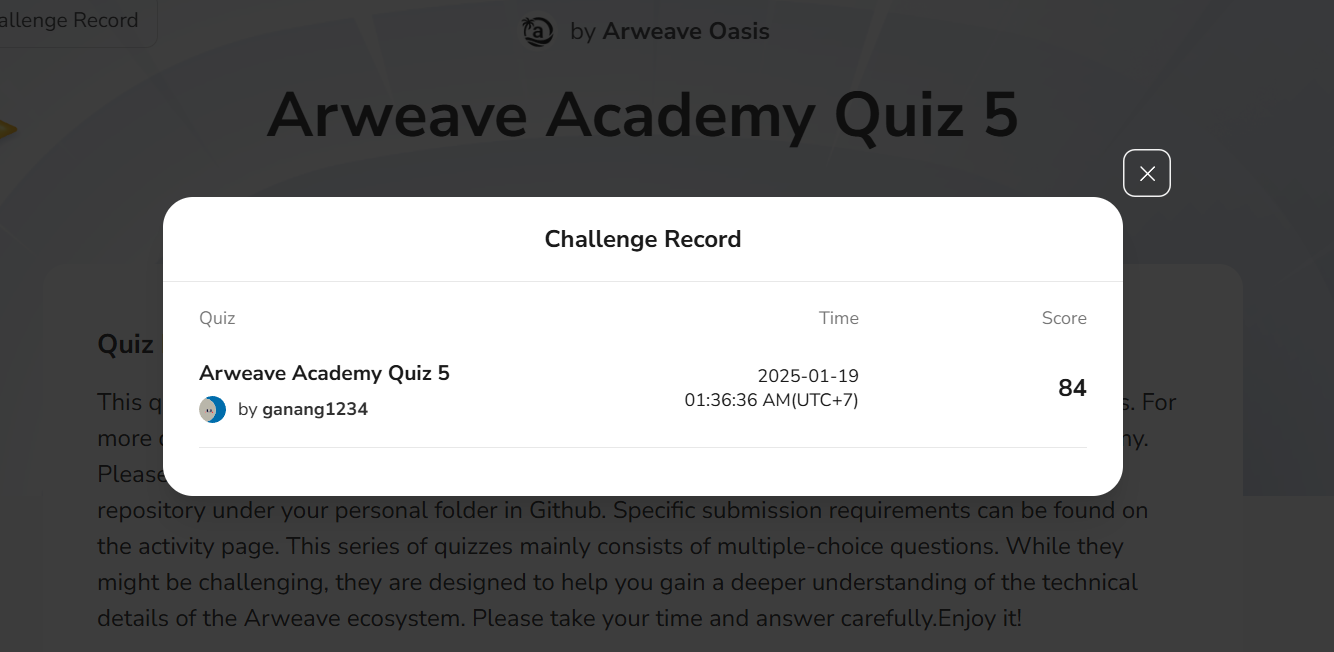 allenge Record
by Arweave Oasis
Arweave Academy Quiz 5
Challenge Record
Quiz Time Score
Arweave Academy Quiz 5
by ganang1234
2025-01-19
01:36:36 AM(UTC+7)
84
Quiz
This q s. For
more ny.
Please
repository under your personal folder in Github. Specific submission requirements can be found on
the activity page. This series of quizzes mainly consists of multiple-choice questions. While they
might be challenging, they are designed to help you gain a deeper understanding of the technical
details of the Arweave ecosystem. Please take your time and answer carefully.Enjoy it!